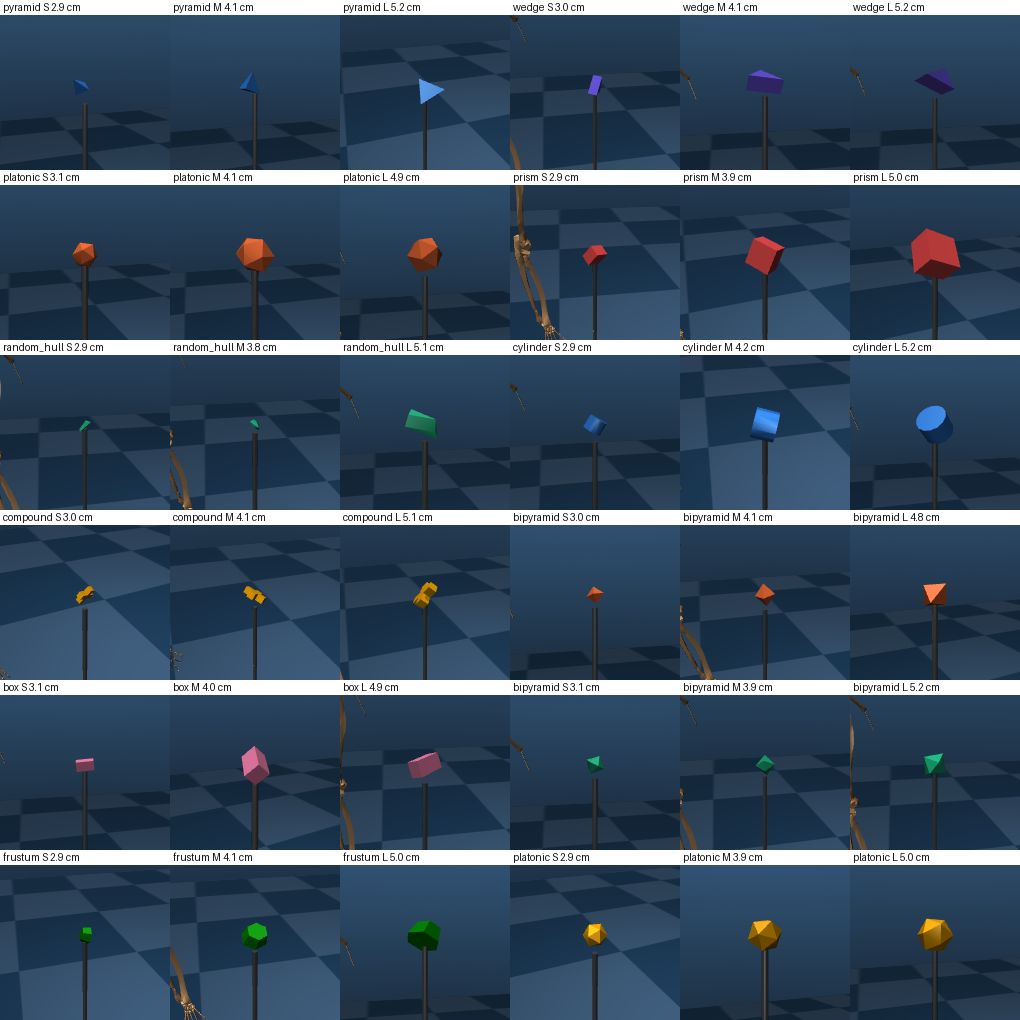 pyramid S 2.9 cm
pyramid M 4.1 cm
pyramid L 5.2 cm
wedge S 3.0 cm
wedge M 4.1 cm
wedge L 5.2 cm
platonic S 3.1 cm
platonic M 4.1 cm
platonic L 4.9 cm
prism S 2.9 cm
prism M 3.9 cm
prism L 5.0 cm
random_hull S 2.9 cm
random_hull M 3.8 cm
random_hull L 5.1 cm
cylinder S 2.9 cm
cylinder M 4.2 cm
cylinder L 5.2 cm
compound S 3.0 cm
compound M 4.1 cm
compound L 5.1 cm
bipyramid S 3.0 cm
bipyramid M 4.1 cm
bipyramid L 4.8 cm
box S 3.1 cm
box M 4.0 cm
box L 4.9 cm
bipyramid S 3.1 cm
bipyramid M 3.9 cm
bipyramid L 5.2 cm
frustum S 2.9 cm
frustum M 4.1 cm
frustum L 5.0 cm
platonic S 2.9 cm
platonic M 3.9 cm
platonic L 5.0 cm